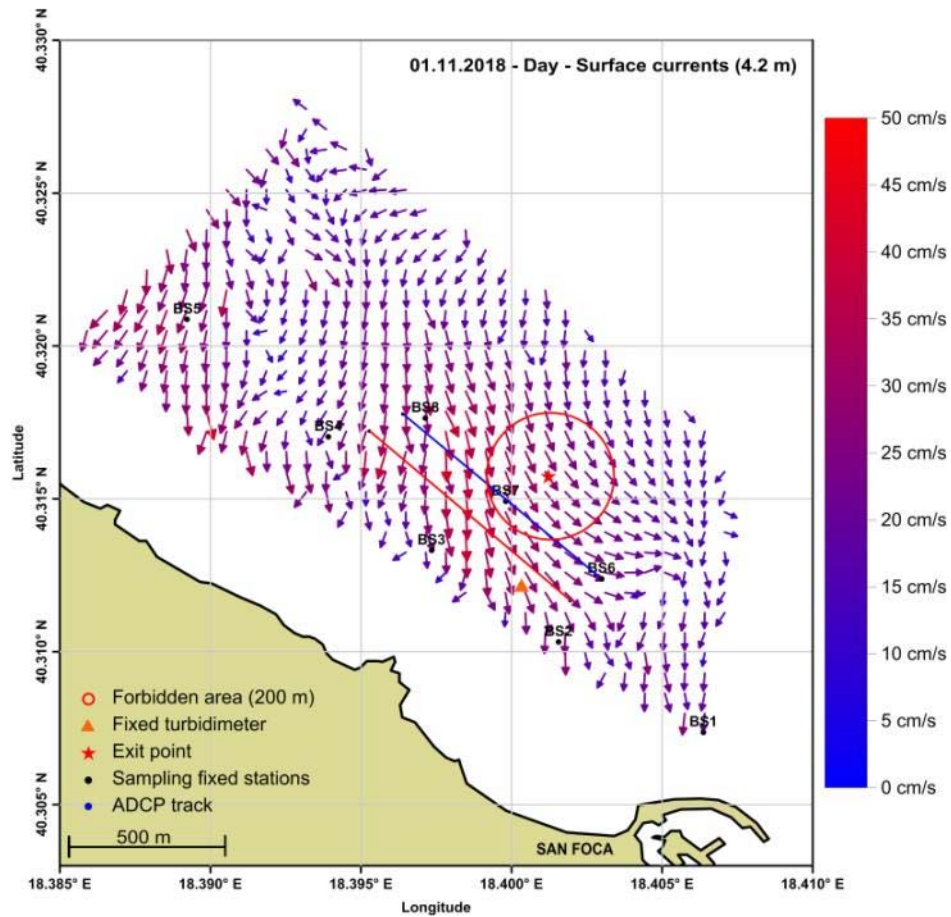 01.11.2018 - Day - Surface currents (4.2 m)
40.330° N
40.325° N
40.320° N
40.315° N
40.310° N
40.305° N
Latitude
50 cm/s
45 cm/s
40 cm/s
35 cm/s
30 cm/s
25 cm/s
20 cm/s
15 cm/s
10 cm/s
5 cm/s
0 cm/s
BS5
BS8
BS4
BS7
BS3
BS6
BS2
BS1
Forbidden area (200 m)
Fixed turbidimeter
Exit point
Sampling fixed stations
ADCP track
500 m
SAN FOCA
18.385° E
18.390° E
18.395° E
18.400° E
18.405° E
18.410° E
Longitude